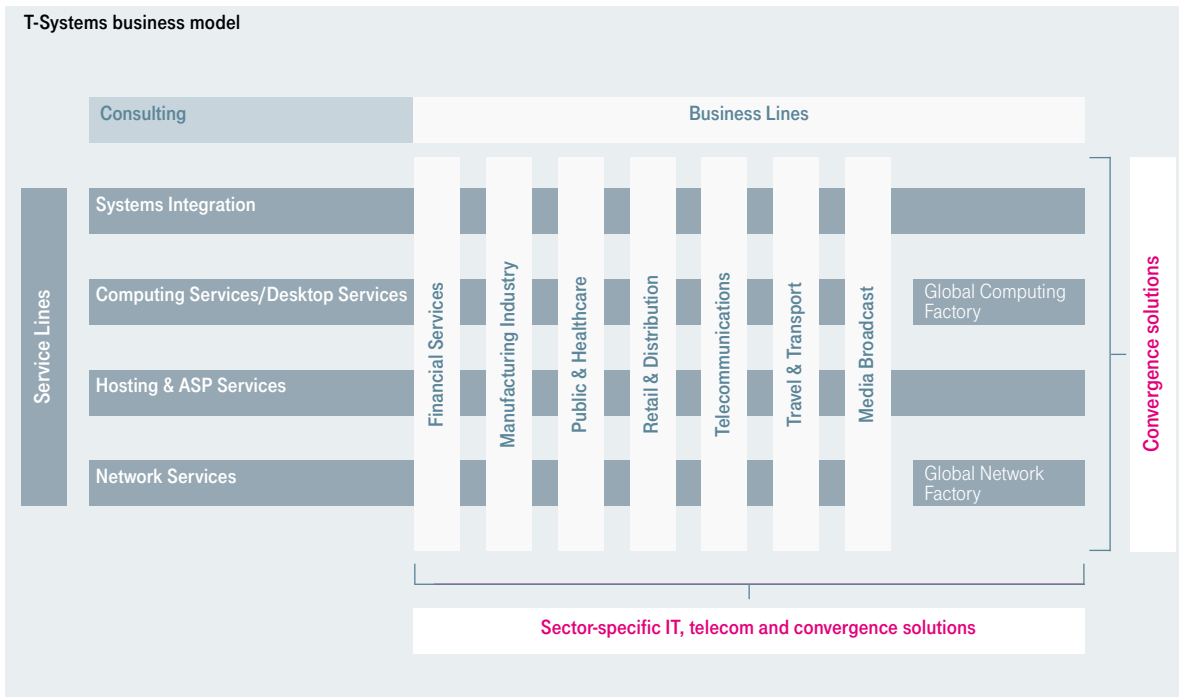 T-Systems business model
Consulting
Business Lines
Service Lines
Systems Integration
Computing Services/Desktop Services
Hosting & ASP Services
Network Services
Financial Services
Manufacturing Industry
Public & Healthcare
Retail & Distribution
Telecommunications
Travel & Transport
Media Broadcast
Global Computing
Factory
Global Network
Factory
Convergence solutions
Sector-specific IT, telecom and convergence solutions